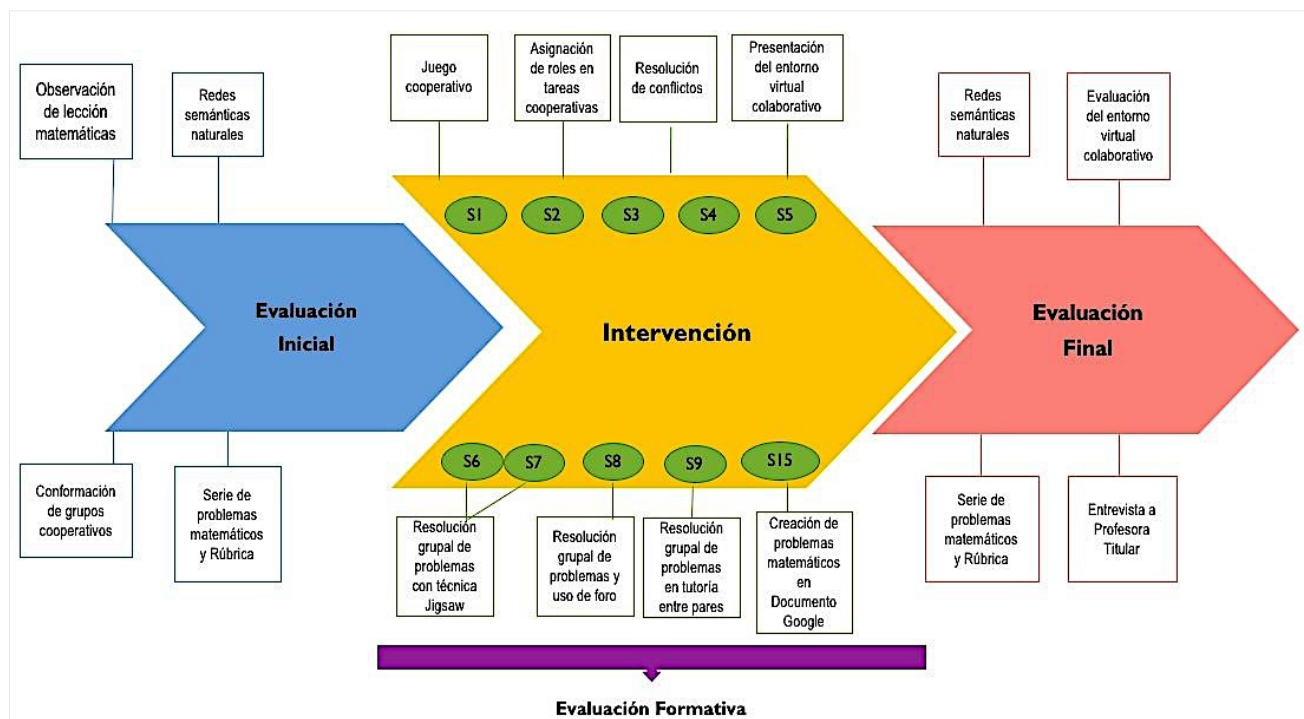 Observación
de lección
matemáticas
Redes
semánticas
naturales
Juego
cooperativo
Asignación
de roles en
tareas
cooperativas
Resolución
de conflictos
Presentación
del entorno
virtual
colaborativo
Redes
semánticas
naturales
Evaluación
del entorno
virtual
colaborativo
S1
S2
S3
S4
S5
Evaluación
Inicial
Intervención
Evaluación
Final
S6
S7
S8
S9
S15
Conformación
de grupos
cooperativos
Serie de
problemas
matemáticos
y Rúbrica
Resolución
grupal de
problemas
con técnica
Jigsaw
Resolución
grupal de
problemas y
uso de foro
Resolución
grupal de
problemas
en tutoría
entre pares
Creación de
problemas
matemáticos
en
Documento
Google
Serie de
problemas
matemáticos
y Rúbrica
Entrevista a
Profesora
Titular
Evaluación Formativa